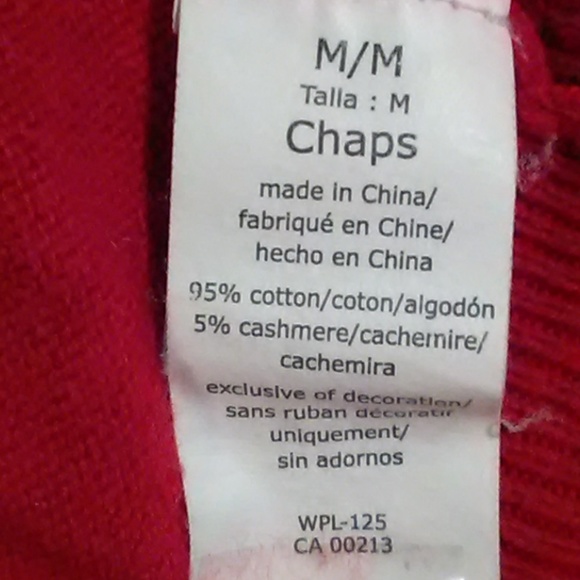 M/M
Talla : M
Chaps
made in China/
fabriqué en Chine/
hecho en China
95% cotton/coton/algodón
5% cashmere/cachemire/
cachemira
exclusive of decoration/
sans ruban décoratif
uniquement/
sin adornos
WPL-125
CA 00213